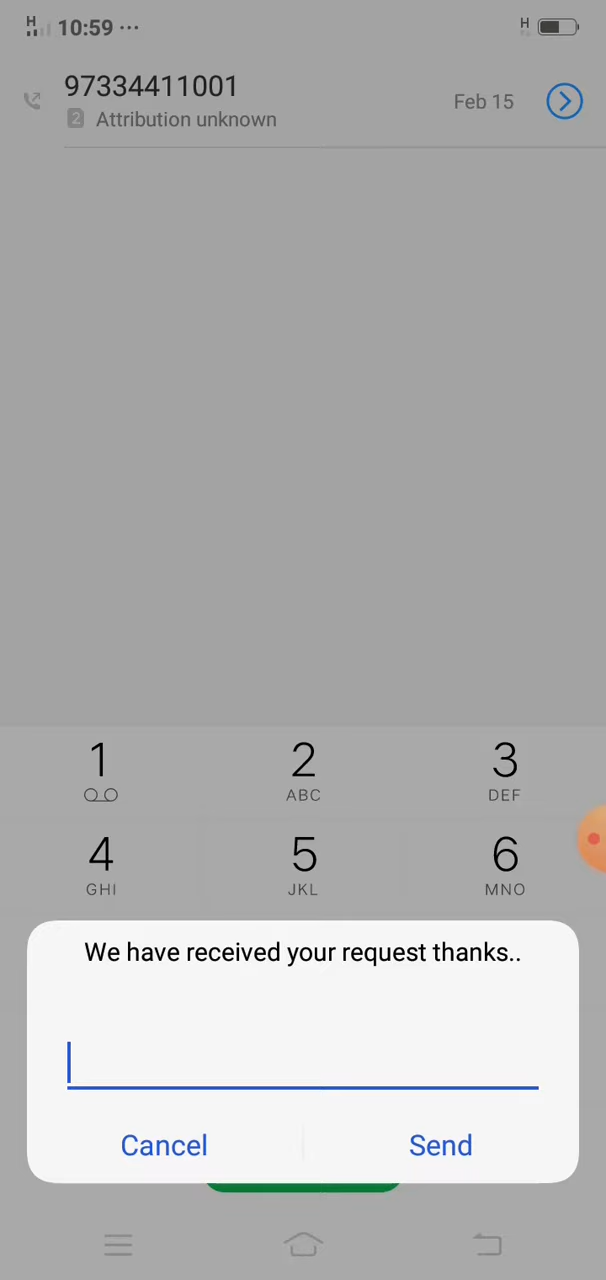 H 10:59 ... H
97334411001
2 Attribution unknown
Feb 15
1 2 3
ABC DEF
4 5 6
GHI JKL MNO
We have received your request thanks..
Cancel Send